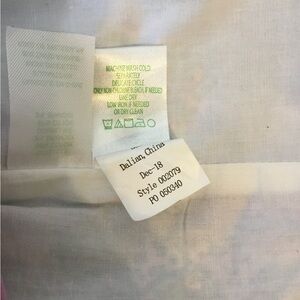 MACHINE WASH COLD
SEPARATELY
DELICATE CYCLE
ONLY NON-CHLORINE BLEACH, IF NEEDED
LINE DRY
LOW IRON IF NEEDED
OR DRY CLEAN
Dalian, China
Dec-18
Style 002079
PO 050340